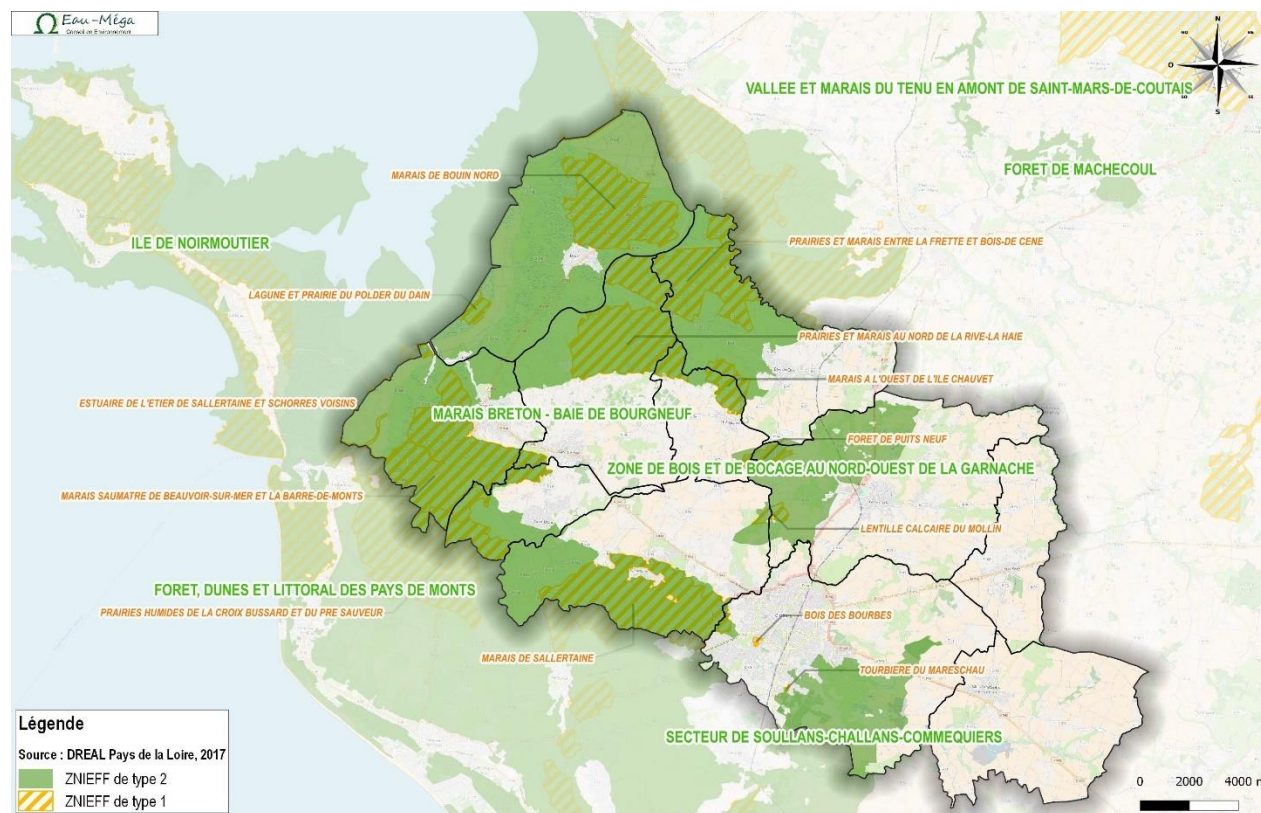 Eau-Méga
Conseil en Environnement
N
S
O
VALLEE ET MARAIS DU TENU EN AMONT DE SAINT-MARS-DE-COUTAIS
FORET DE MACHECOUL
MARAIS DE BOUIN NORD
ILE DE NOIRMOUTIER
PRAIRIES ET MARAIS ENTRE LA FRETTE ET BOIS-DE CENE
LAGUNE ET PRAIRIE DU POLDER DU DAIN
PRAIRIES ET MARAIS AU NORD DE LA RIVE-LA HAIE
MARAIS A L'OUEST DE L'ILE CHAUVET
ESTUAIRE DE L'ETIER DE SALLERTAINE ET SCHORRES VOISINS
MARAIS BRETON - BAIE DE BOURGNEUF
FORET DE PUITS NEUF
ZONE DE BOIS ET DE BOCAGE AU NORD-OUEST DE LA GARNACHE
MARAIS SAUMATRE DE BEAUVOIR-SUR-MER ET LA BARRE-DE-MONTS
LENTILLE CALCAIRE DU MOLLIN
FORET, DUNES ET LITTORAL DES PAYS DE MONTS
PRAIRIES HUMIDES DE LA CROIX BUSSARD ET DU PRE SAUVEUR
BOIS DES BOURBES
MARAIS DE SALLERTAINE
TOURBIERE DU MARESCHAU
SECTEUR DE SOULLANS-CHALLANS-COMMEQUIERS
Légende
Source : DREAL Pays de la Loire, 2017
ZNIEFF de type 2
ZNIEFF de type 1
0 2000 4000 m